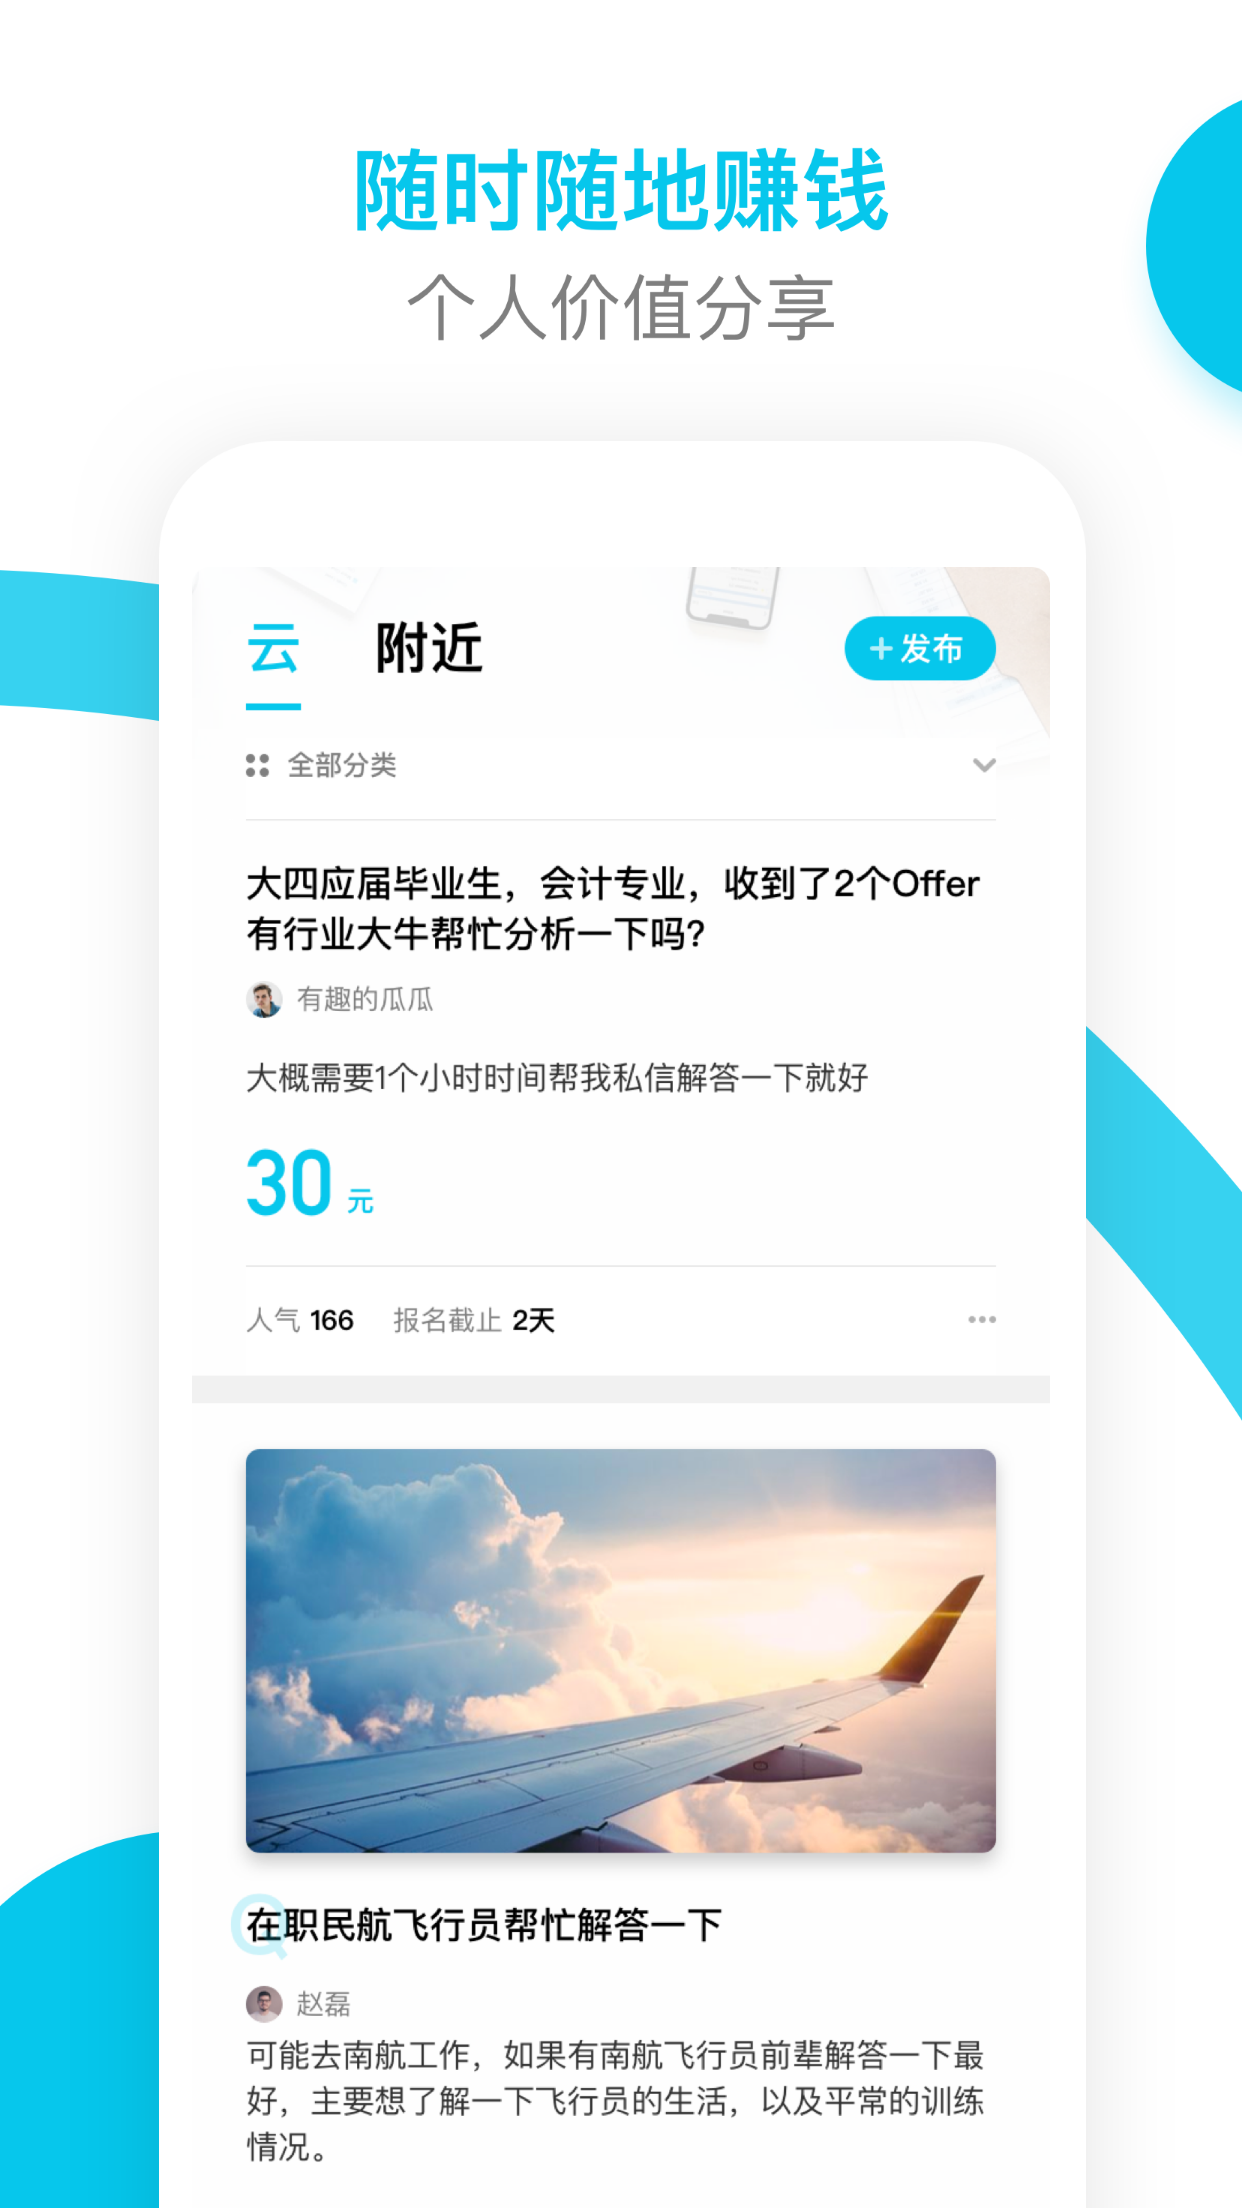 随时随地赚钱
个人价值分享
云 附近 +发布
全部分类
大四应届毕业生，会计专业，收到了2个Offer
有行业大牛帮忙分析一下吗?
有趣的瓜瓜
大概需要1个小时时间帮我私信解答一下就好
30 元
人气 166 报名截止 2天
Q
在职民航飞行员帮忙解答一下
赵磊
可能去南航工作，如果有南航飞行员前辈解答一下最
好，主要想了解一下飞行员的生活，以及平常的训练
情况。